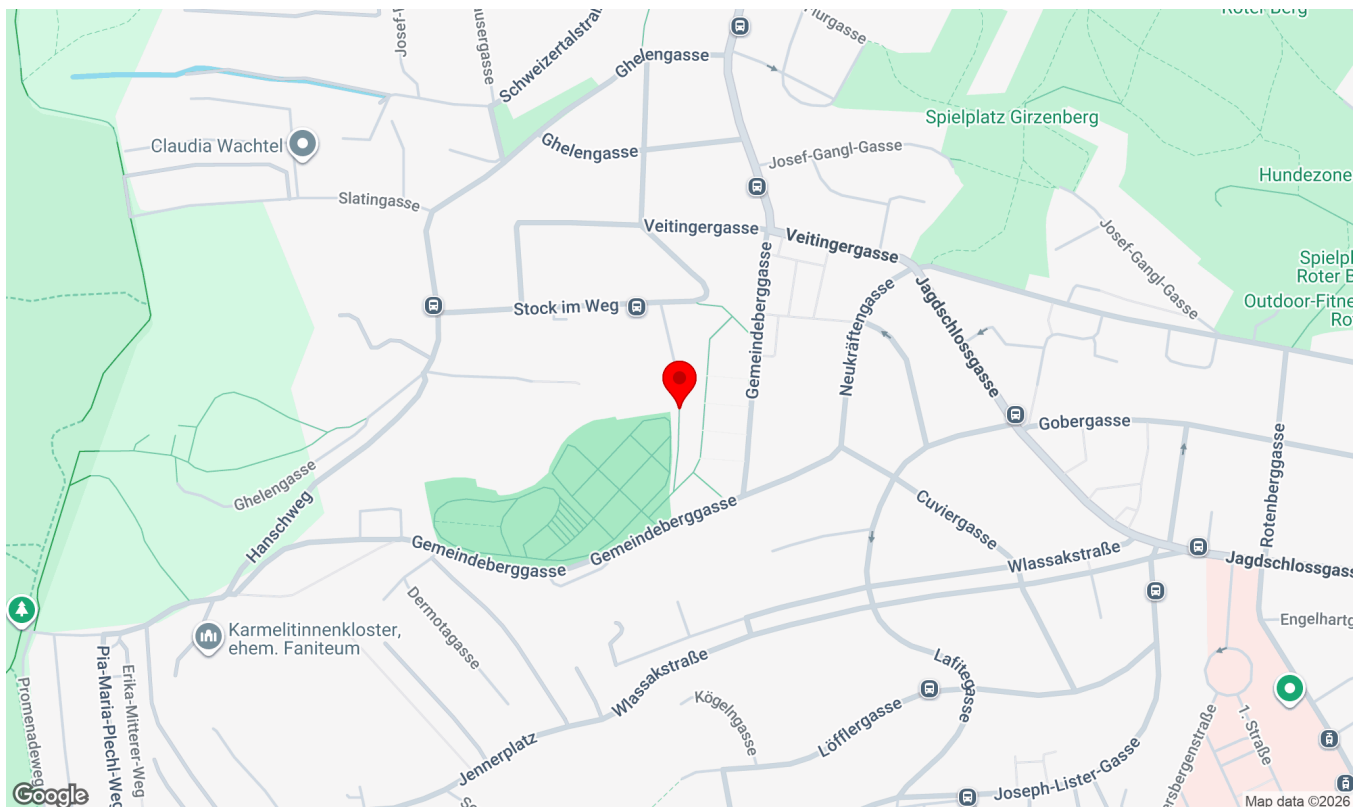 Roter Berg
Flurgasse
Schweizertalstraß
Ghelengasse
Spielplatz Girzenberg
Claudia Wachtel
Ghelengasse
Josef-Gangl-Gasse
Hundezone
Slatingasse
Veitingergasse
Veitingergasse
Josef-Gangl-Gasse
Spielpl
Roter B
Outdoor-Fitne
Ro
Stock im Weg
Gemeindeberggasse
Neukräftengasse
Jagdschlossgasse
Gobergasse
Rotenberggasse
Ghelengasse
Hanschweg
Gemeindeberggasse
Gemeindeberggasse
Cuviergasse
Wlassakstraße
Jagdschlossgass
Dermotagasse
Engelhartg
Karmelitinnenkloster,
ehem. Faniteum
Pia-Maria-Plechl-Weg
Erika-Mitterer-Weg
Promenadeweg
Wlassakstraße
Lafitegasse
Kögelngasse
Löfflergasse
Jennerplatz
1. Straße
Joseph-Lister-Gasse
Google
Map data ©2026